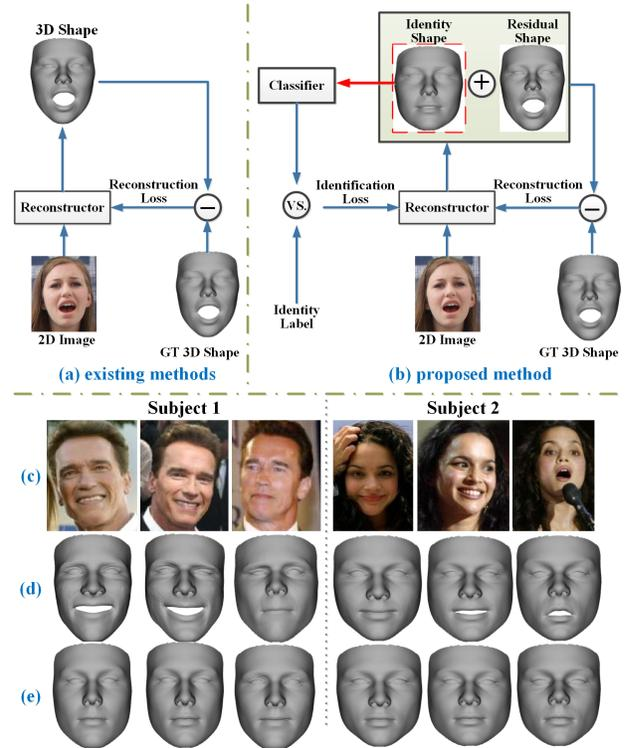 3D Shape
Reconstruction
Loss
Reconstructor
2D Image
GT 3D Shape
(a) existing methods
Identity
Shape
Residual
Shape
Classifier
VS.
Identification
Loss
Reconstructor
Reconstruction
Loss
Identity
Label
2D Image
GT 3D Shape
(b) proposed method
Subject 1
Subject 2
(c)
(d)
(e)